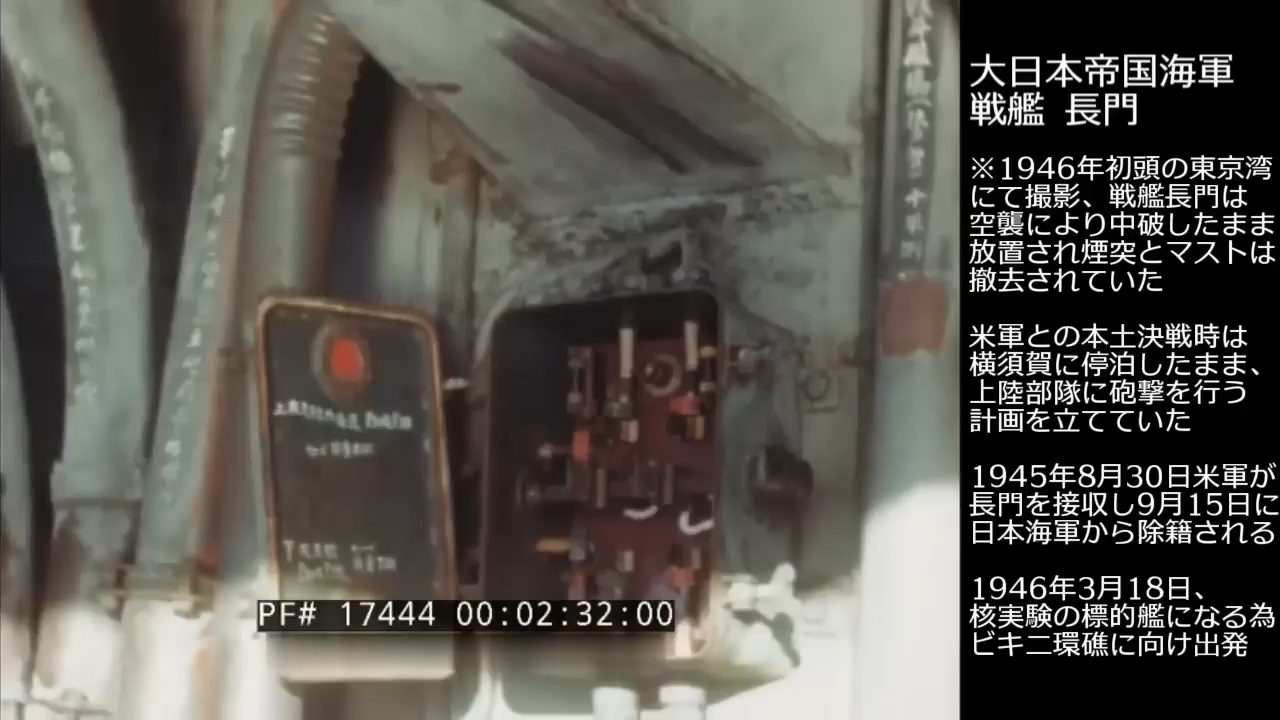 大日本帝国海軍
戦艦 長門
※1946年初頭の東京湾
にて撮影、戦艦長門は
空襲により中破したまま
放置され煙突とマストは
撤去されていた
米軍との本土決戦時は
横須賀に停泊したまま、
上陸部隊に砲撃を行う
計画を立てていた
1945年8月30日米軍が
長門を接収し9月15日に
日本海軍から除籍される
1946年3月18日、
核実験の標的艦になる為
ビキニ環礁に向け出発
PF# 17444 00:02:32:00